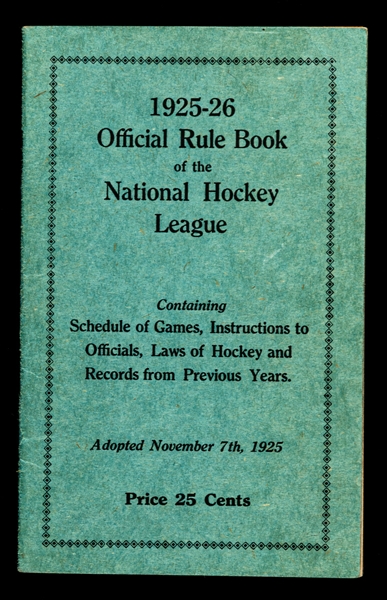 1925-26
Official Rule Book
of the
National Hockey
League
Containing
Schedule of Games, Instructions to
Officials, Laws of Hockey and
Records from Previous Years.
Adopted November 7th, 1925
Price 25 Cents